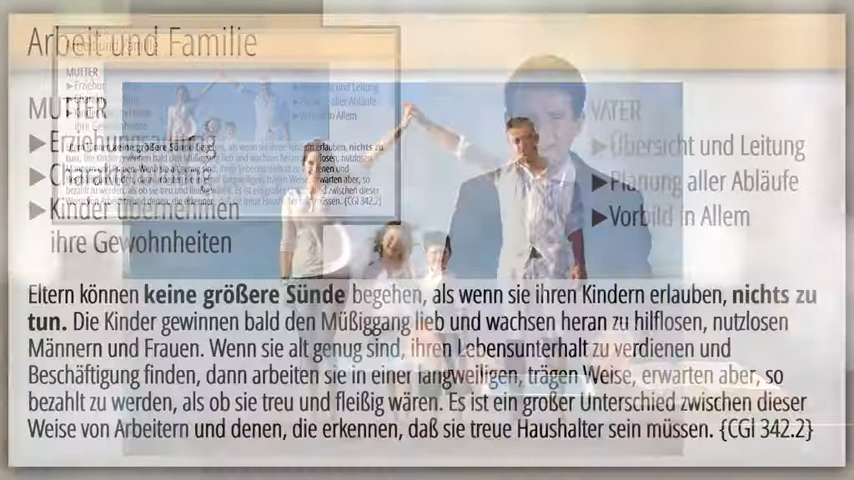 Arbeit und Familie
MUTTER
►Erziehungsauftrag
►Kinder übernehmen
ihre Gewohnheiten
VATER
►Übersicht und Leitung
►Planung aller Abläufe
►Vorbild in Allem
Eltern können keine größere Sünde begehen, als wenn sie ihren Kindern erlauben, nichts zu
tun. Die Kinder gewinnen bald den Müßiggang lieb und wachsen heran zu hilflosen, nutzlosen
Männern und Frauen. Wenn sie alt genug sind, ihren Lebensunterhalt zu verdienen und
Beschäftigung finden, dann arbeiten sie in einer langweiligen, trägen Weise, erwarten aber, so
bezahlt zu werden, als ob sie treu und fleißig wären. Es ist ein großer Unterschied zwischen dieser
Weise von Arbeitern und denen, die erkennen, daß sie treue Haushalter sein müssen. {CGl 342.2}